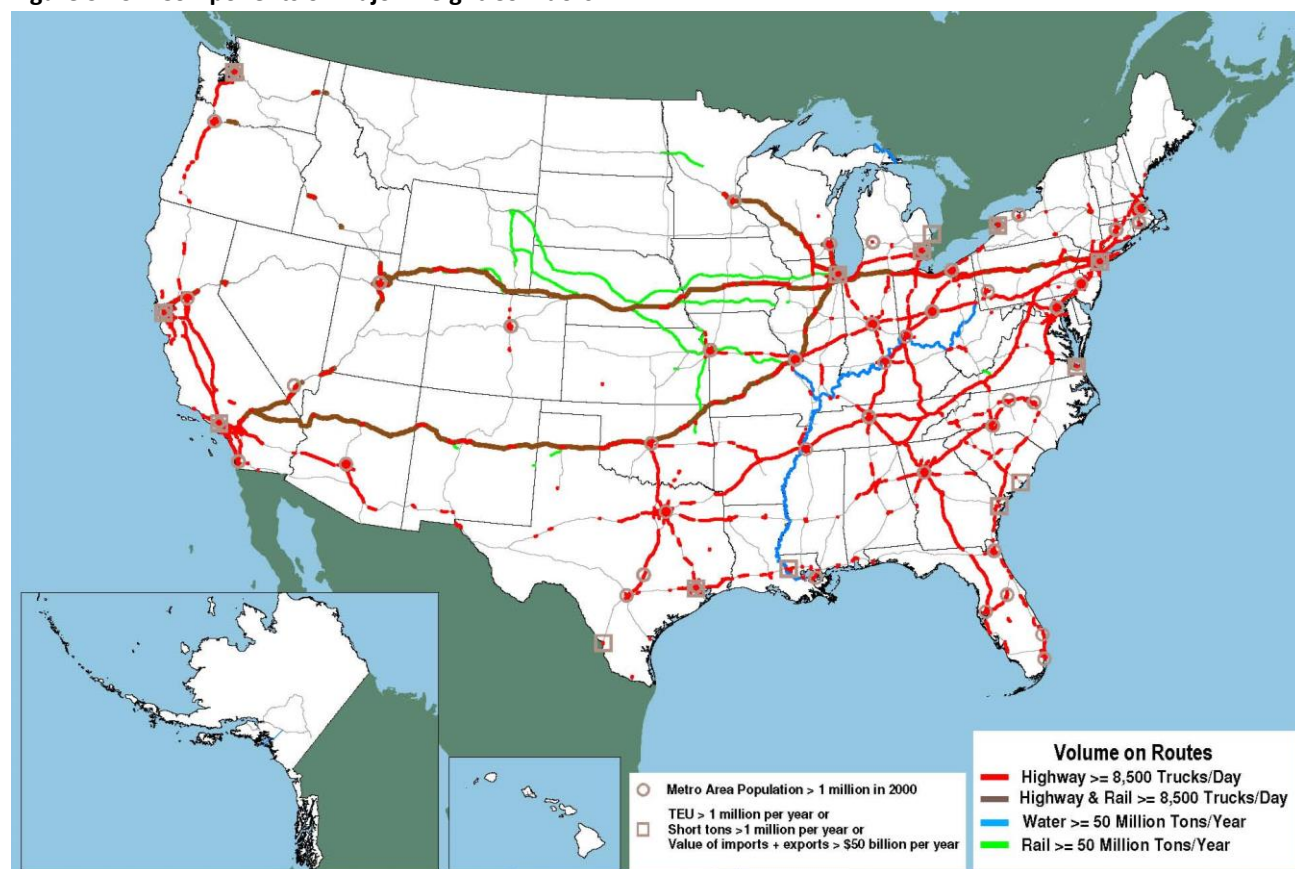 Metro Area Population > 1 million in 2000
TEU > 1 million per year or
Short tons >1 million per year or
Value of imports + exports > $50 billion per year
Volume on Routes
Highway >= 8,500 Trucks/Day
Highway & Rail >= 8,500 Trucks/Day
Water >= 50 Million Tons/Year
Rail >= 50 Million Tons/Year